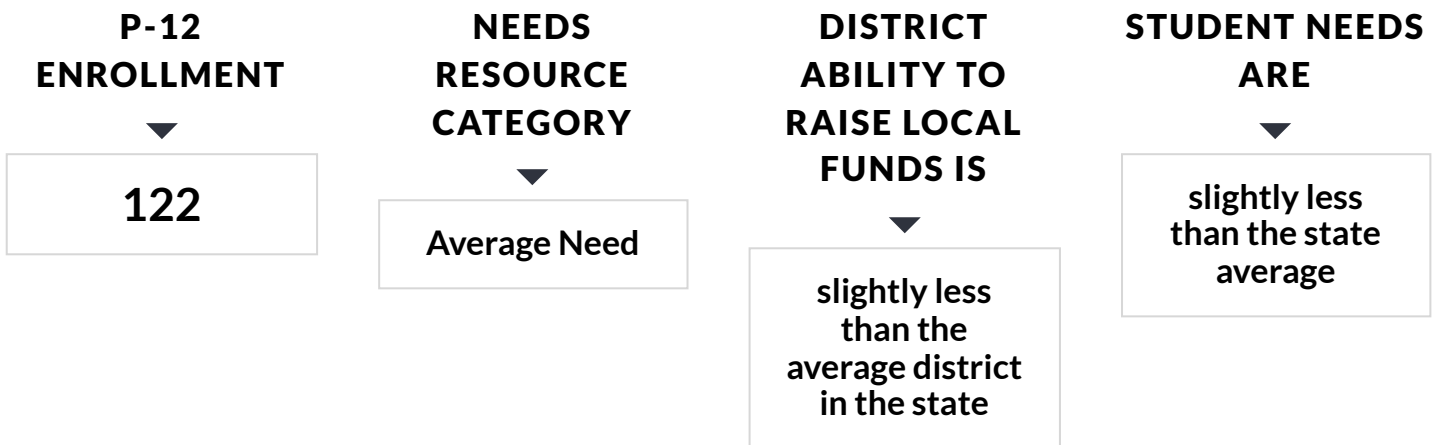 P-12
ENROLLMENT
122
NEEDS
RESOURCE
CATEGORY
Average Need
DISTRICT
ABILITY TO
RAISE LOCAL
FUNDS IS
slightly less
than the
average district
in the state
STUDENT NEEDS
ARE
slightly less
than the state
average